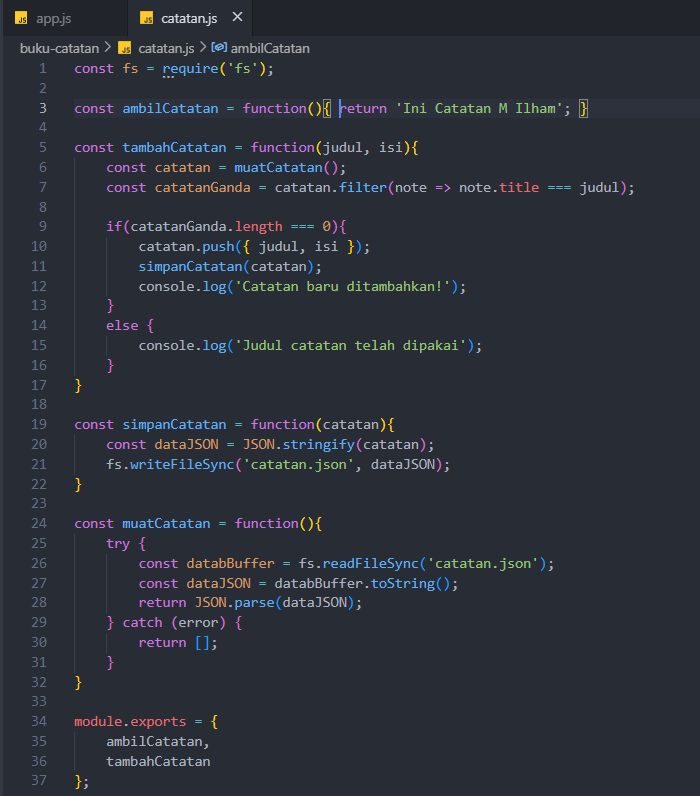 JS app.js JS catatan.js ×
buku-catatan > JS catatan.js > ambilCatatan
1 const fs = require('fs');
2
3 const ambilCatatan = function(){ return 'Ini Catatan M Ilham'; }
4
5 const tambahCatatan = function(judul, isi){
6 const catatan = muatCatatan();
7 const catatanGanda = catatan.filter(note => note.title === judul);
8
9 if(catatanGanda.length === 0){
10 catatan.push({ judul, isi });
11 simpanCatatan(catatan);
12 console.log('Catatan baru ditambahkan!');
13 }
14 else {
15 console.log('Judul catatan telah dipakai');
16 }
17 }
18
19 const simpanCatatan = function(catatan){
20 const dataJSON = JSON.stringify(catatan);
21 fs.writeFileSync('catatan.json', dataJSON);
22 }
23
24 const muatCatatan = function(){
25 try {
26 const databBuffer = fs.readFileSync('catatan.json');
27 const dataJSON = databBuffer.toString();
28 return JSON.parse(dataJSON);
29 } catch (error) {
30 return [];
31 }
32 }
33
34 module.exports = {
35 ambilCatatan,
36 tambahCatatan
37 };